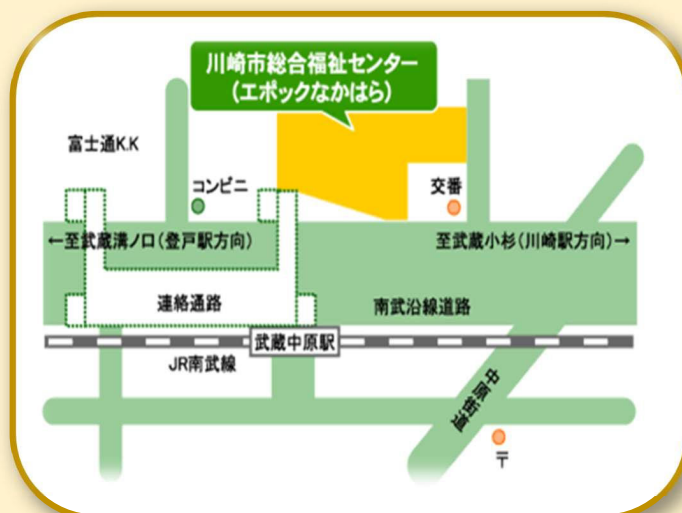 川崎市総合福祉センター
(エポックなかはら)
富士通K.K
コンビニ
交番
←至武蔵溝ノ口(登戸駅方向)
至武蔵小杉(川崎駅方向)→
連絡通路
南武沿線道路
武蔵中原駅
JR南武線
中原街道
〒